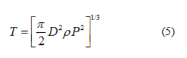 T = [π/2 D²ρP²]^1/3 (5)